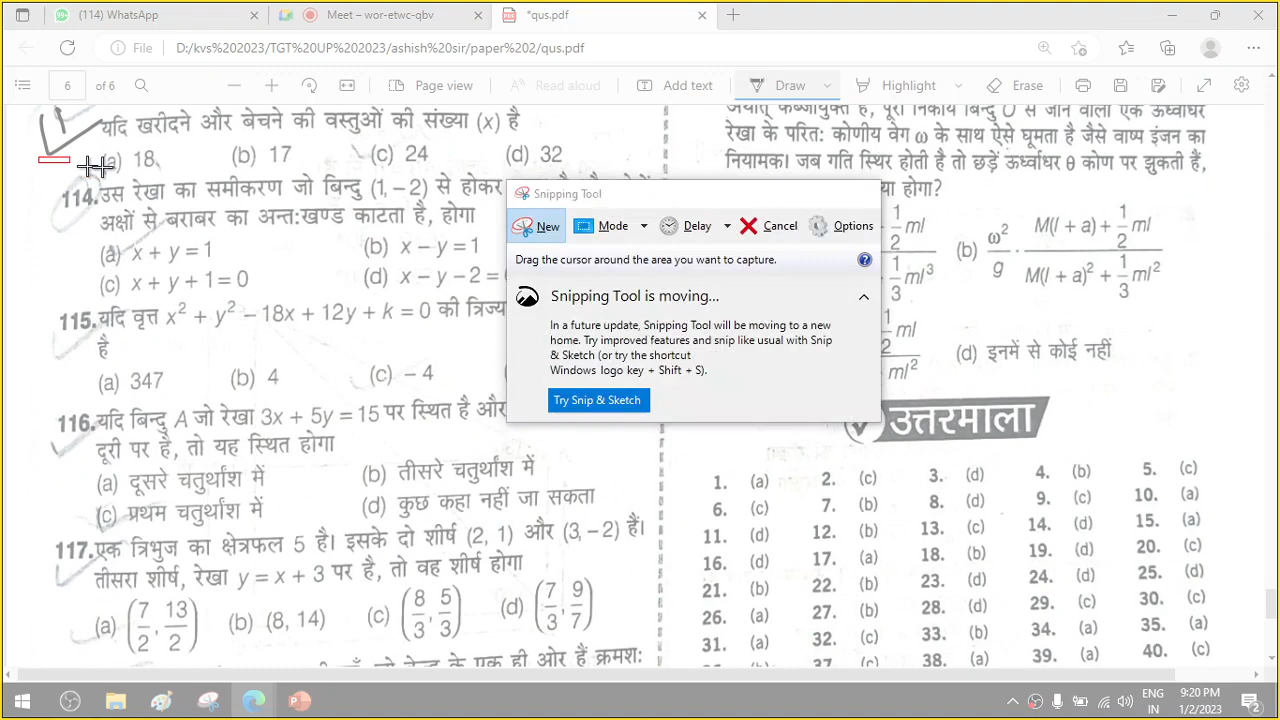 (114) WhatsApp
Meet – wor-etwc-qbv
*qus.pdf
File
D:/kvs%202023/TGT%20UP%202023/ashish%20sir/paper%202/qus.pdf
6 of 6
Page view
Read aloud
Add text
Draw
Highlight
Erase
यदि खरीदने और बेचने की वस्तुओं की संख्या (x) है
(a) 18 (b) 17 (c) 24 (d) 32
114. उस रेखा का समीकरण जो बिन्दु (1, – 2) से होकर
अक्षों से बराबर का अन्त:खण्ड काटता है, होगा
(a) x + y = 1 (b) x – y = 1
(c) x + y + 1 = 0 (d) x – y – 2 =
115. यदि वृत्त x² + y² – 18x + 12y + k = 0 की त्रिज्य
है
(a) 347 (b) 4 (c) – 4
116. यदि बिन्दु A जो रेखा 3x + 5y = 15 पर स्थित है और
दूरी पर है, तो यह स्थित होगा
(a) दूसरे चतुर्थांश में (b) तीसरे चतुर्थांश में
(c) प्रथम चतुर्थांश में (d) कुछ कहा नहीं जा सकता
117. एक त्रिभुज का क्षेत्रफल 5 है। इसके दो शीर्ष (2, 1) और (3, – 2) हैं।
तीसरा शीर्ष, रेखा y = x + 3 पर है, तो वह शीर्ष होगा
(a) (7/2, 13/2) (b) (8, 14) (c) (8/3, 5/3) (d) (7/3, 9/7)
के एक ही ओर हैं क्रमश:
Snipping Tool
New Mode Delay Cancel Options
Drag the cursor around the area you want to capture.
Snipping Tool is moving...
In a future update, Snipping Tool will be moving to a new
home. Try improved features and snip like usual with Snip
& Sketch (or try the shortcut
Windows logo key + Shift + S).
Try Snip & Sketch
अर्थात् कब्जायुक्त है, पूरा निकाय बिन्दु O से जाने वाली एक ऊर्ध्वाधर
रेखा के परित: कोणीय वेग ω के साथ ऐसे घूमता है जैसे वाष्प इंजन का
नियामक। जब गति स्थिर होती है तो छड़ें ऊर्ध्वाधर θ कोण पर झुकती हैं,
या होगा?
(b) ω²/g · (M(l + a) + 1/2 ml) / (M(l + a)² + 1/3 ml²)
(d) इनमें से कोई नहीं
उत्तरमाला
1. (a) 2. (c) 3. (d) 4. (b) 5. (c)
6. (c) 7. (b) 8. (d) 9. (c) 10. (a)
11. (d) 12. (b) 13. (c) 14. (d) 15. (a)
16. (d) 17. (a) 18. (b) 19. (d) 20. (c)
21. (b) 22. (b) 23. (d) 24. (d) 25. (d)
26. (a) 27. (b) 28. (d) 29. (c) 30. (c)
31. (a) 32. (c) 33. (b) 34. (a) 35. (a)
38. (a) 39. (a) 40. (c)
ENG
IN
9:20 PM
1/2/2023
2